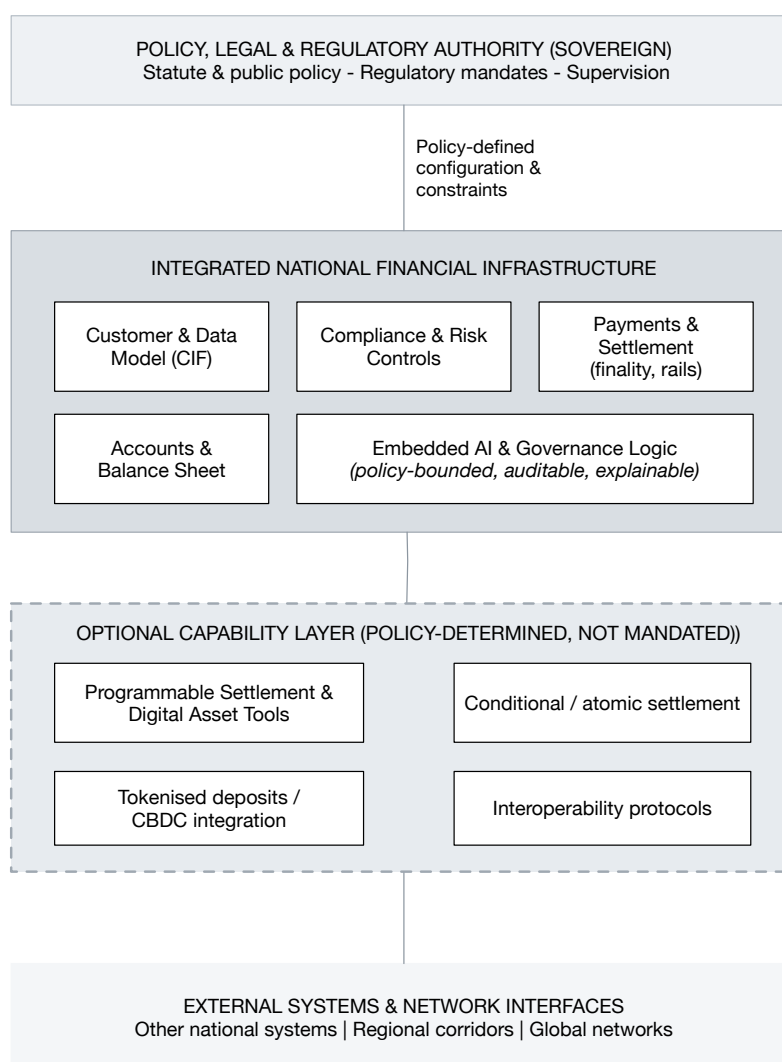 POLICY, LEGAL & REGULATORY AUTHORITY (SOVEREIGN)
Statute & public policy - Regulatory mandates - Supervision
Policy-defined
configuration &
constraints
INTEGRATED NATIONAL FINANCIAL INFRASTRUCTURE
Customer & Data
Model (CIF)
Compliance & Risk
Controls
Payments &
Settlement
(finality, rails)
Accounts &
Balance Sheet
Embedded AI & Governance Logic
(policy-bounded, auditable, explainable)
OPTIONAL CAPABILITY LAYER (POLICY-DETERMINED, NOT MANDATED))
Programmable Settlement &
Digital Asset Tools
Conditional / atomic settlement
Tokenised deposits /
CBDC integration
Interoperability protocols
EXTERNAL SYSTEMS & NETWORK INTERFACES
Other national systems | Regional corridors | Global networks